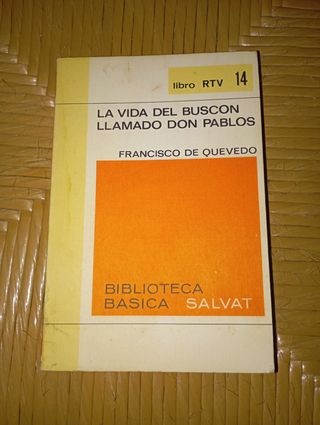 libro RTV 14
LA VIDA DEL BUSCON
LLAMADO DON PABLOS
FRANCISCO DE QUEVEDO
BIBLIOTECA
BASICA SALVAT